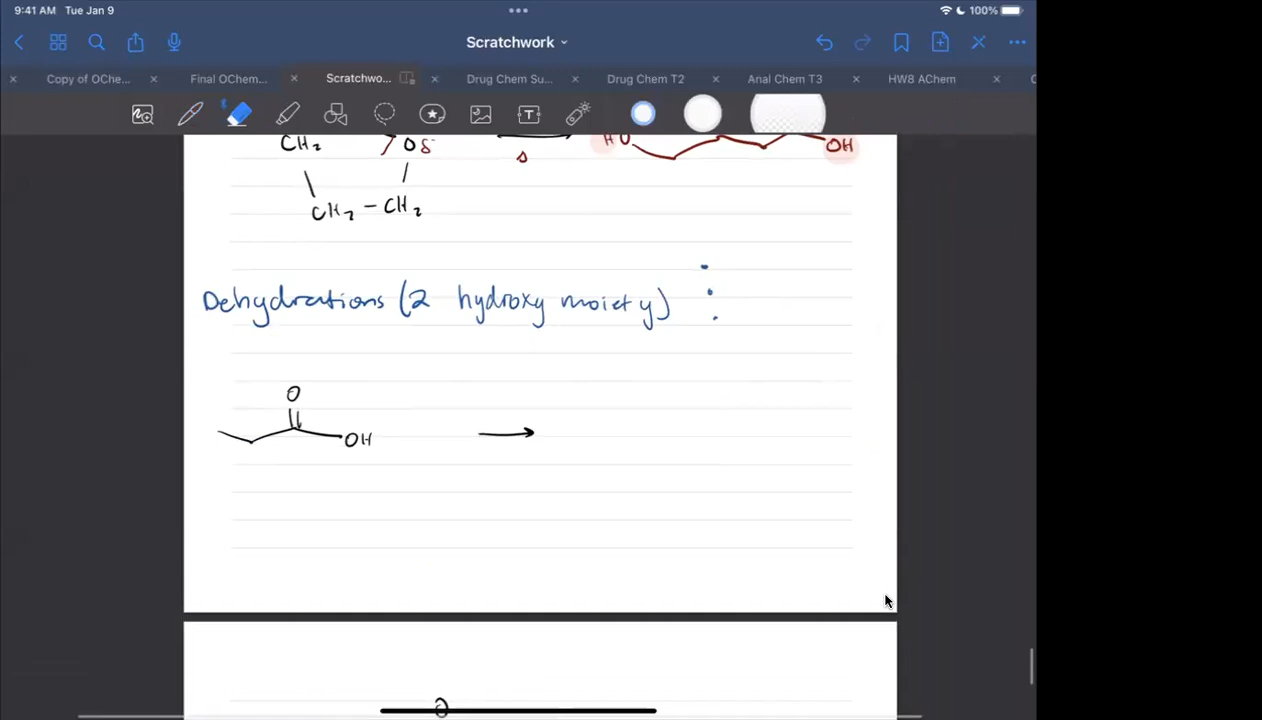 9:41 AM Tue Jan 9
100%
Scratchwork
Copy of OChe...
Final OChem...
Scratchwo...
Drug Chem Su...
Drug Chem T2
Anal Chem T3
HW8 AChem
CH2
Oδ
Δ
HO
OH
CH2 - CH2
Dehydrations (2 hydroxy moiety) :
O
OH
O